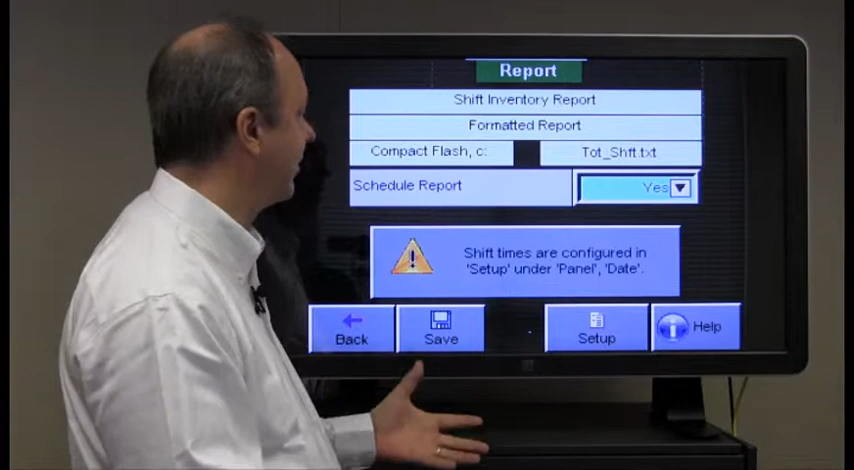 Report
Shift Inventory Report
Formatted Report
Compact Flash, c:
Tot_Shft.txt
Schedule Report
Yes
Shift times are configured in
'Setup' under 'Panel', 'Date'.
Back
Save
Setup
Help